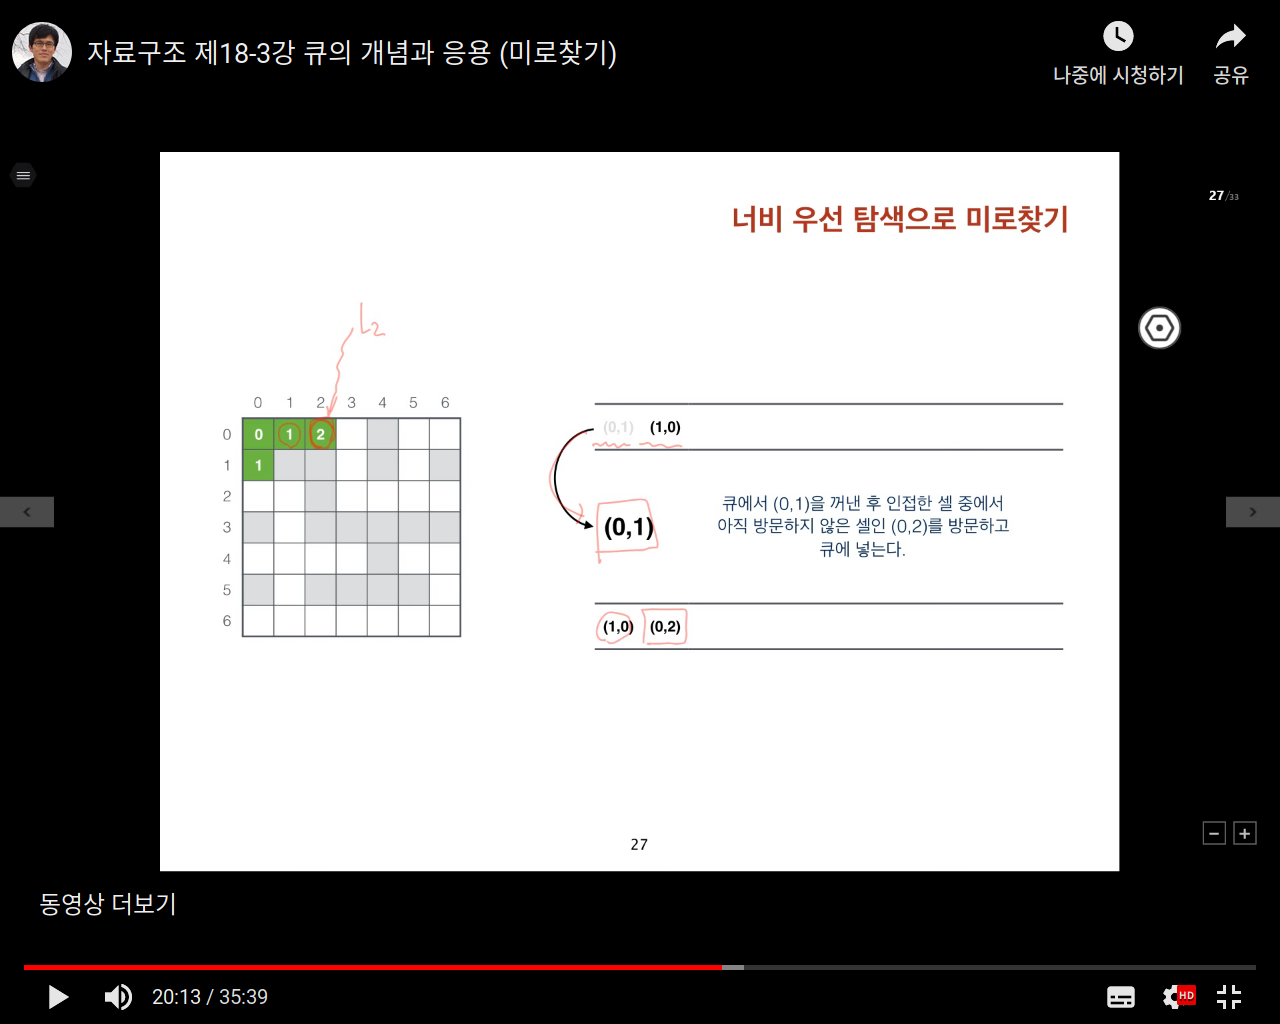 자료구조 제18-3강 큐의 개념과 응용 (미로찾기)
나중에 시청하기
공유
27/33
너비 우선 탐색으로 미로찾기
L2
0 1 2 3 4 5 6
0 0 1 2
1 1
2
3
4
5
6
(0,1) (1,0)
(0,1)
큐에서 (0,1)을 꺼낸 후 인접한 셀 중에서
아직 방문하지 않은 셀인 (0,2)를 방문하고
큐에 넣는다.
(1,0) (0,2)
27
동영상 더보기
20:13 / 35:39
HD